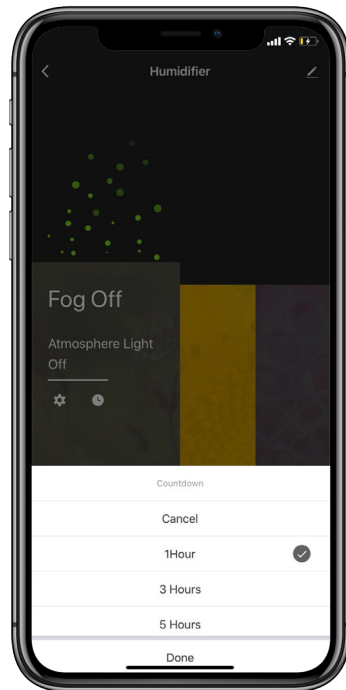 Humidifier
Fog Off
Atmosphere Light
Off
Countdown
Cancel
1Hour
3 Hours
5 Hours
Done